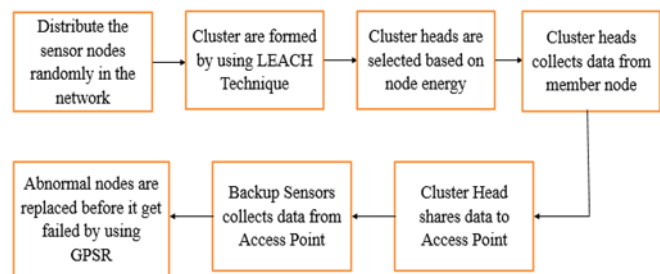 Distribute the
sensor nodes
randomly in the
network
Cluster are formed
by using LEACH
Technique
Cluster heads are
selected based on
node energy
Cluster heads
collects data from
member node
Cluster Head
shares data to
Access Point
Backup Sensors
collects data from
Access Point
Abnormal nodes are
replaced before it get
failed by using
GPSR